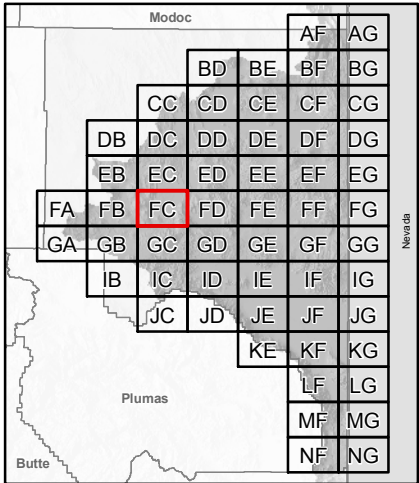 Modoc
AF AG
BD BE BF BG
CC CD CE CF CG
DB DC DD DE DF DG
EB EC ED EE EF EG
FA FB FC FD FE FF FG
Nevada
GA GB GC GD GE GF GG
IB IC ID IE IF IG
JC JD JE JF JG
KE KF KG
LF LG
Plumas
MF MG
Butte
NF NG